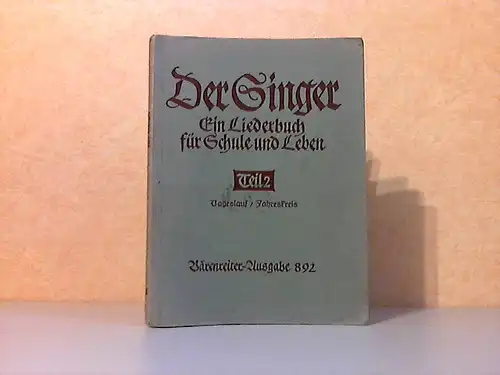 Der Singer
Ein Liederbuch
für Schule und Leben
Teil 2
Tageslauf / Jahreskreis
Bärenreiter-Ausgabe 892